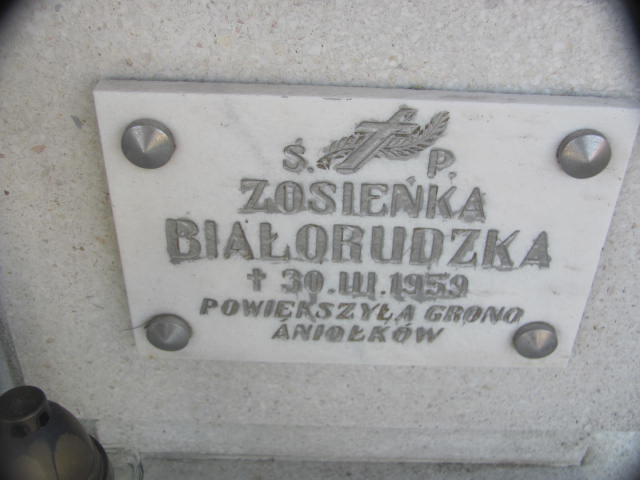 Ś. P.
ZOSIEŃKA
BIAŁORUDZKA
† 30.III.1959
POWIĘKSZYŁA GRONO
ANIOŁKÓW